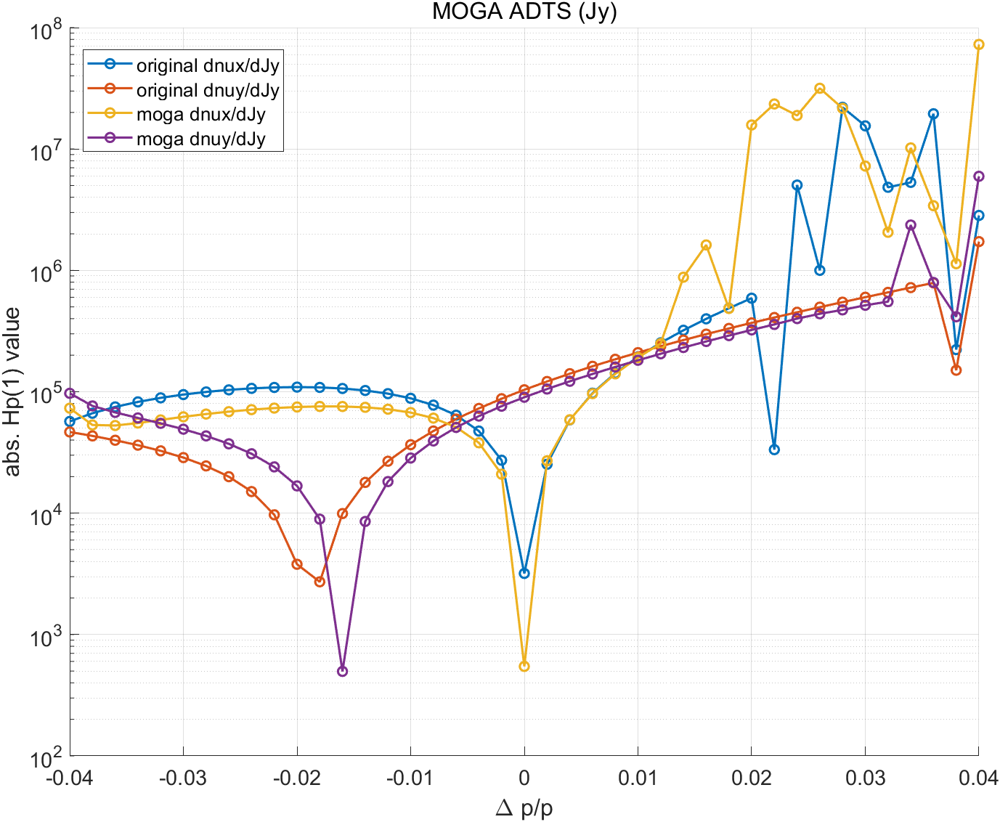 MOGA ADTS (Jy)
10^8
10^7
10^6
10^5
10^4
10^3
10^2
abs. Hp(1) value
original dnux/dJy
original dnuy/dJy
moga dnux/dJy
moga dnuy/dJy
-0.04 -0.03 -0.02 -0.01 0 0.01 0.02 0.03 0.04
Δ p/p